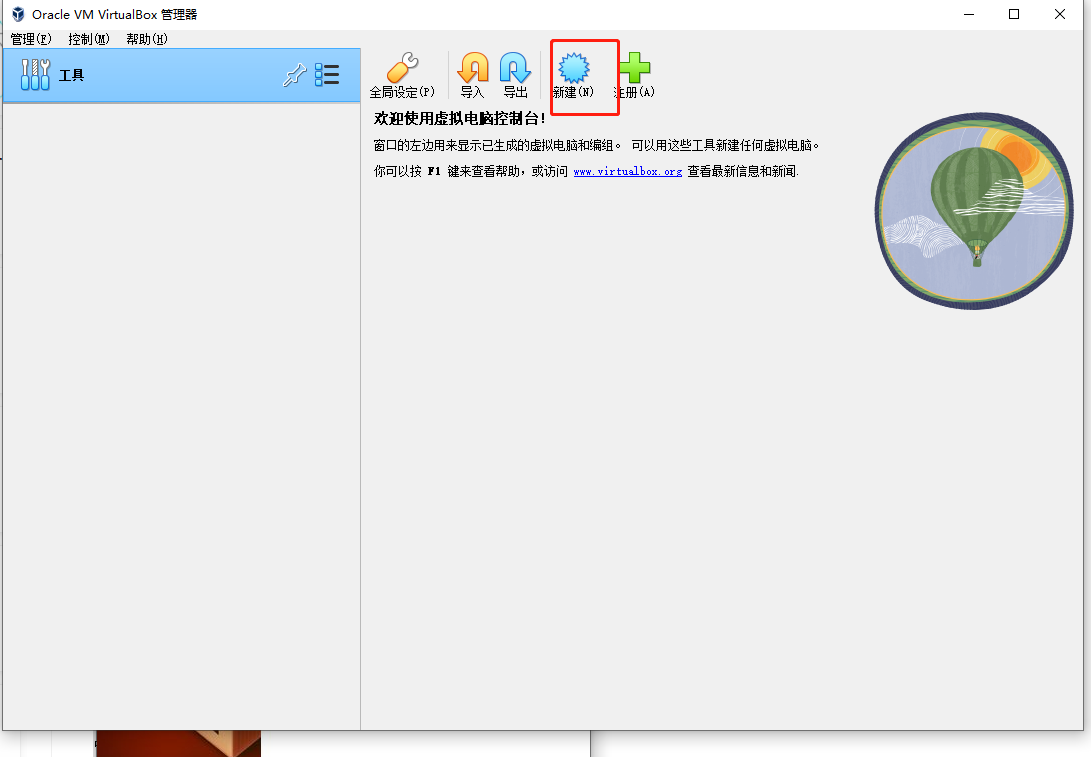 Oracle VM VirtualBox 管理器
管理(F) 控制(M) 帮助(H)
工具
全局设定(P) 导入 导出 新建(N) 注册(A)
欢迎使用虚拟电脑控制台!
窗口的左边用来显示已生成的虚拟电脑和编组。 可以用这些工具新建任何虚拟电脑。
你可以按 F1 键来查看帮助，或访问 www.virtualbox.org 查看最新信息和新闻.